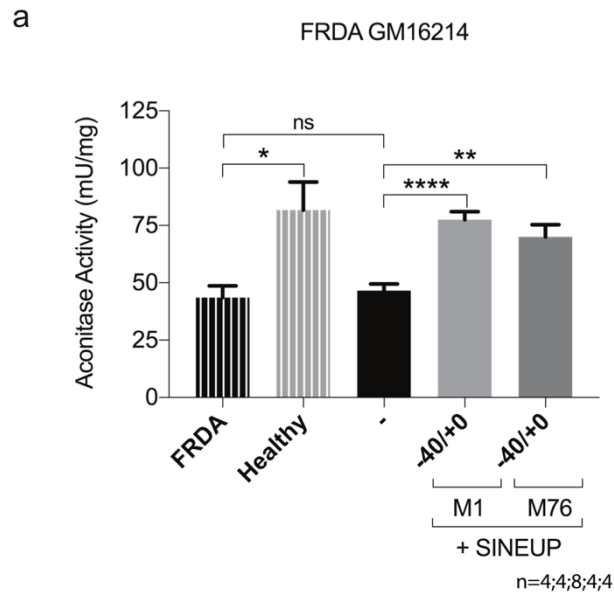 a
FRDA GM16214
Aconitase Activity (mU/mg)
125
100
75
50
25
0
ns
*
**
****
FRDA
Healthy
-
-40/+0
-40/+0
M1
M76
+ SINEUP
n=4;4;8;4;4